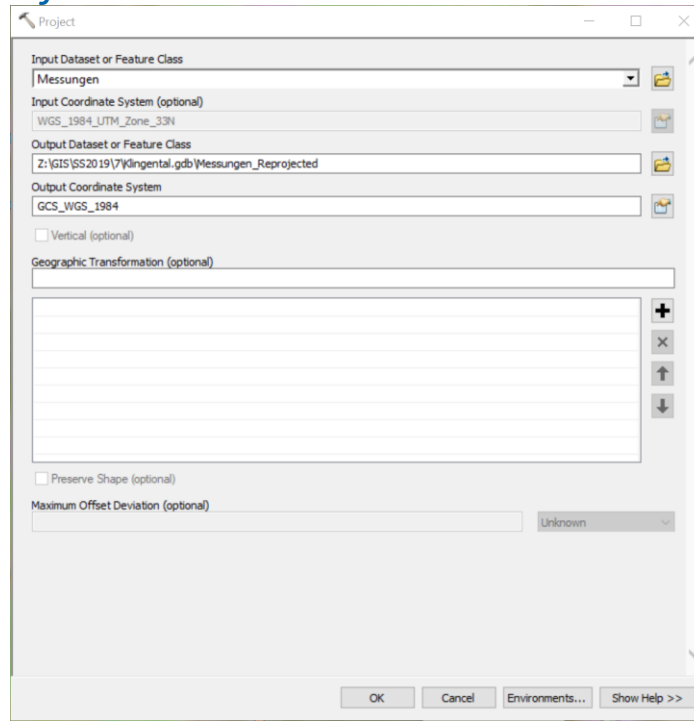 Project
Input Dataset or Feature Class
Messungen
Input Coordinate System (optional)
WGS_1984_UTM_Zone_33N
Output Dataset or Feature Class
Z:\GIS\SS2019\7\Klingental.gdb\Messungen_Reprojected
Output Coordinate System
GCS_WGS_1984
Vertical (optional)
Geographic Transformation (optional)
Preserve Shape (optional)
Maximum Offset Deviation (optional)
Unknown
OK Cancel Environments... Show Help >>